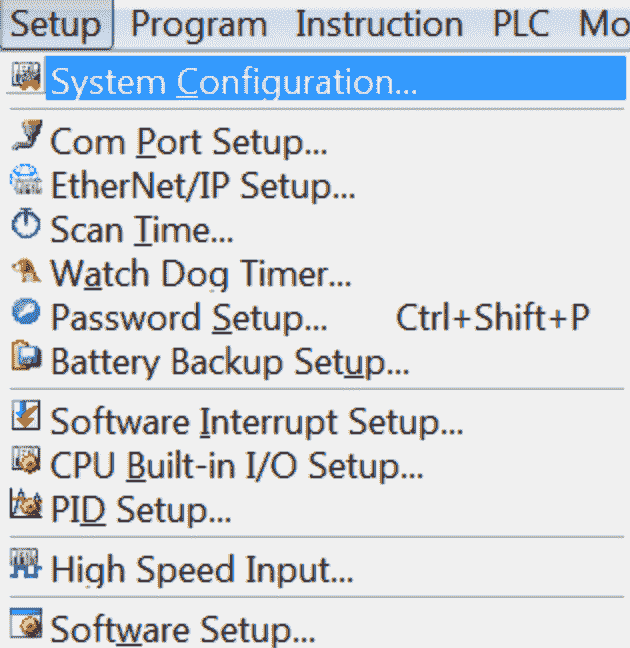 Setup Program Instruction PLC Mo
System Configuration...
Com Port Setup...
EtherNet/IP Setup...
Scan Time...
Watch Dog Timer...
Password Setup... Ctrl+Shift+P
Battery Backup Setup...
Software Interrupt Setup...
CPU Built-in I/O Setup...
PID Setup...
High Speed Input...
Software Setup...